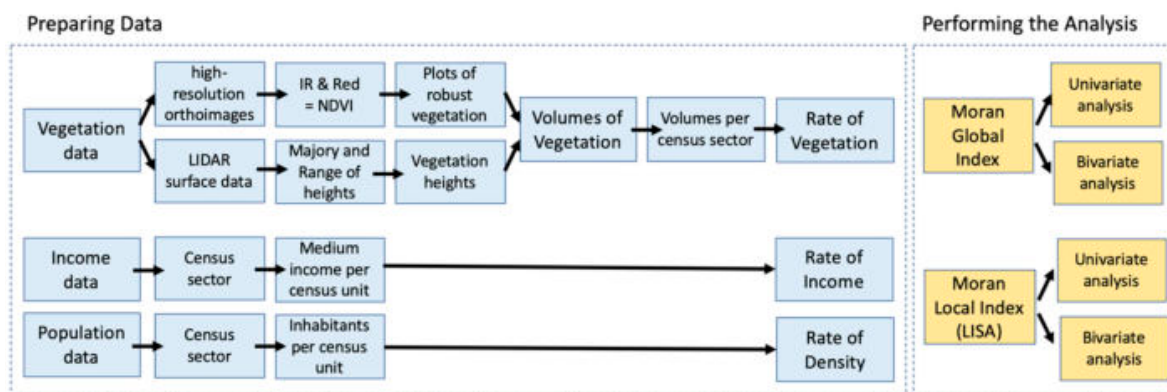 Preparing Data
Performing the Analysis
Vegetation
data
high-
resolution
orthoimages
IR & Red
= NDVI
Plots of
robust
vegetation
LIDAR
surface data
Majory and
Range of
heights
Vegetation
heights
Volumes of
Vegetation
Volumes per
census sector
Rate of
Vegetation
Income
data
Census
sector
Medium
income per
census unit
Rate of
Income
Population
data
Census
sector
Inhabitants
per census
unit
Rate of
Density
Moran
Global
Index
Univariate
analysis
Bivariate
analysis
Moran
Local Index
(LISA)
Univariate
analysis
Bivariate
analysis